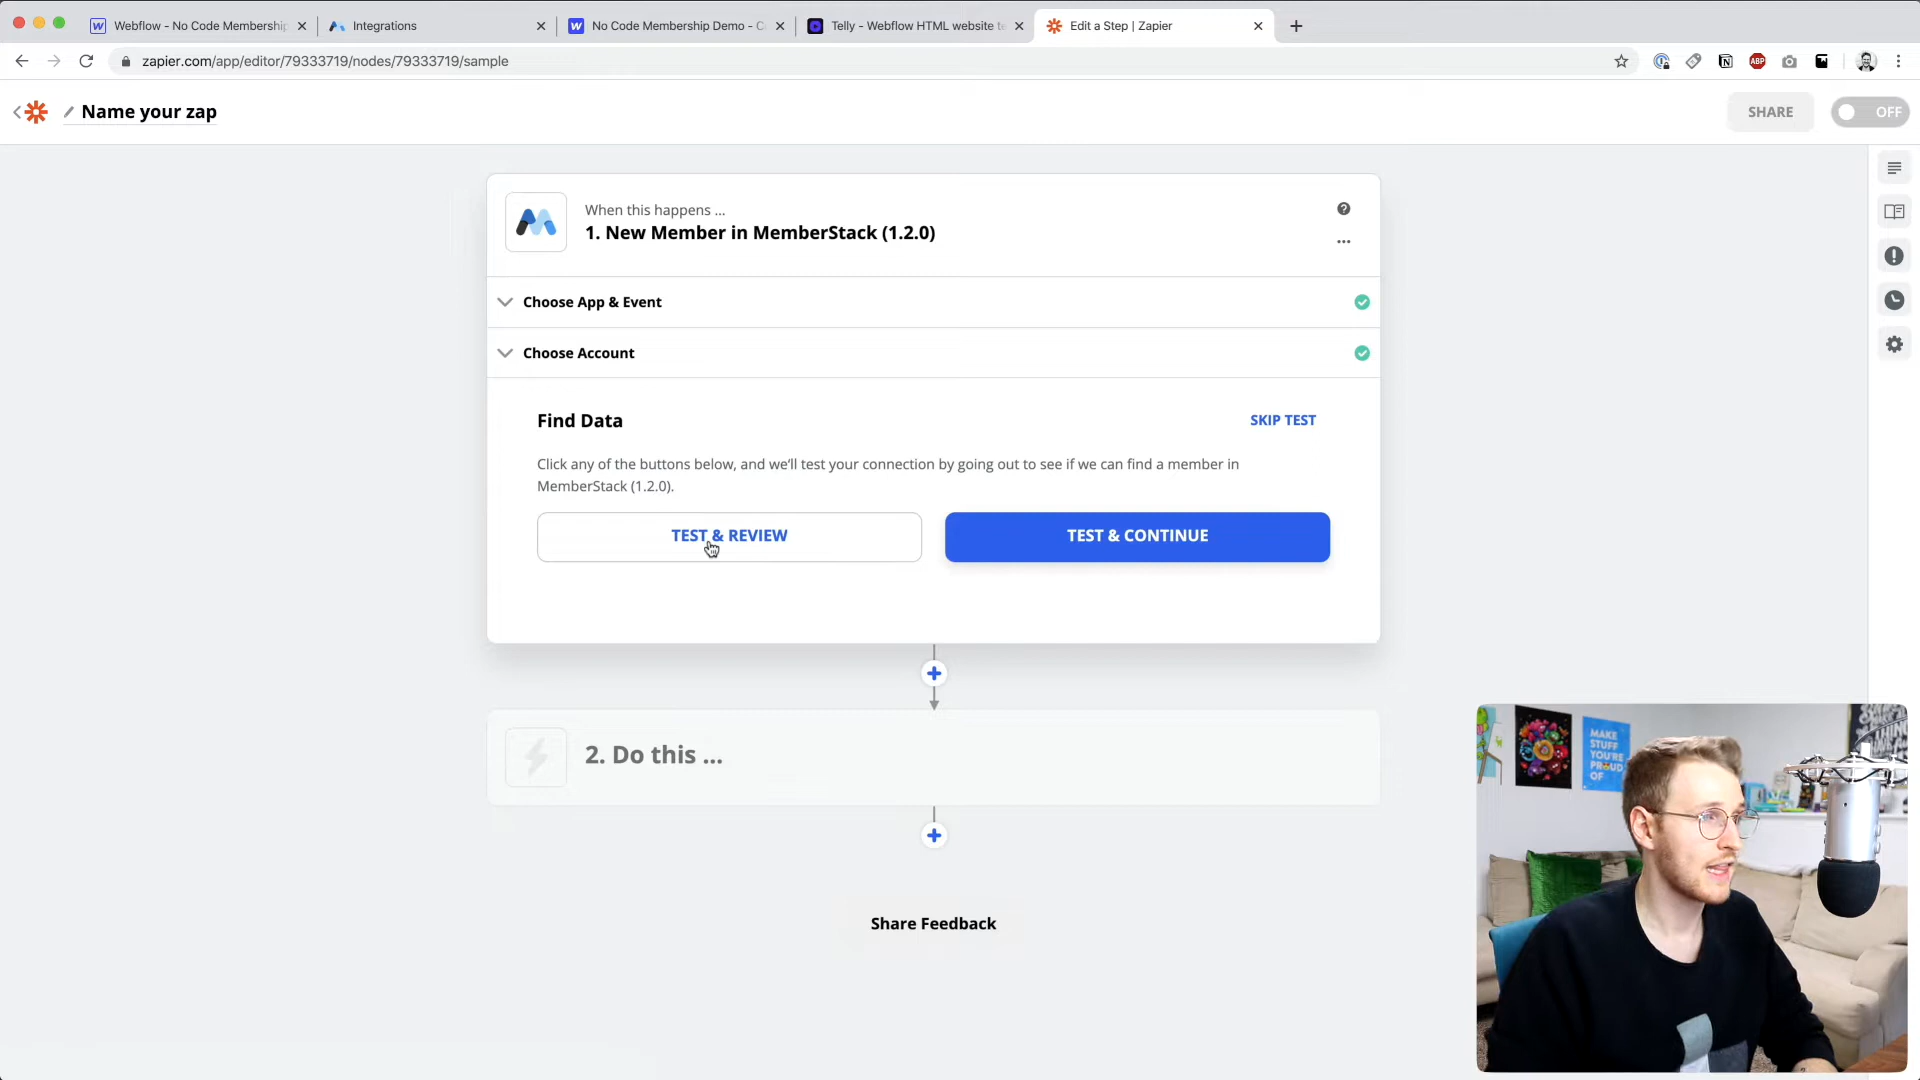 Webflow - No Code Membership
Integrations
No Code Membership Demo - C
Telly - Webflow HTML website te
Edit a Step | Zapier
zapier.com/app/editor/79333719/nodes/79333719/sample
ABP
Name your zap
SHARE
OFF
When this happens ...
1. New Member in MemberStack (1.2.0)
Choose App & Event
Choose Account
Find Data
SKIP TEST
Click any of the buttons below, and we'll test your connection by going out to see if we can find a member in
MemberStack (1.2.0).
TEST & REVIEW
TEST & CONTINUE
2. Do this ...
Share Feedback
MAKE
STUFF
YOU'RE
PROUD
OF